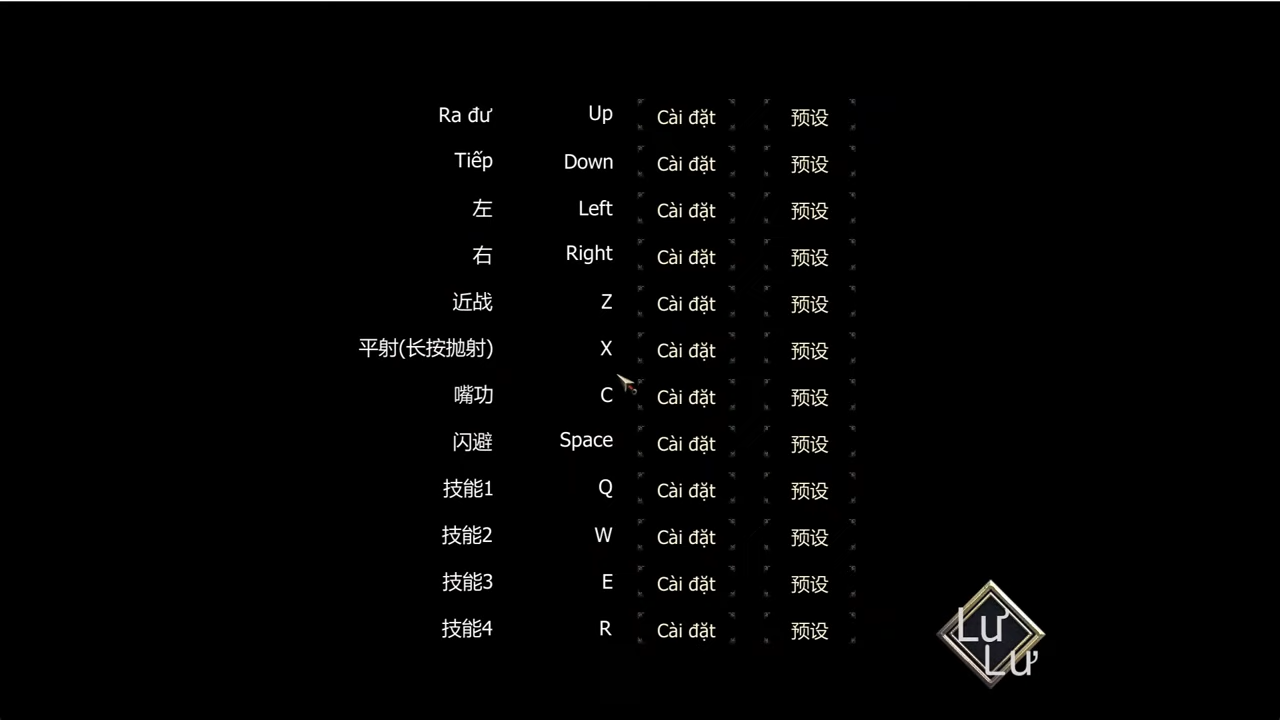 Ra đư Up Cài đặt 预设
Tiếp Down Cài đặt 预设
左 Left Cài đặt 预设
右 Right Cài đặt 预设
近战 Z Cài đặt 预设
平射(长按抛射) X Cài đặt 预设
嘴功 C Cài đặt 预设
闪避 Space Cài đặt 预设
技能1 Q Cài đặt 预设
技能2 W Cài đặt 预设
技能3 E Cài đặt 预设
技能4 R Cài đặt 预设
Lư
Lư